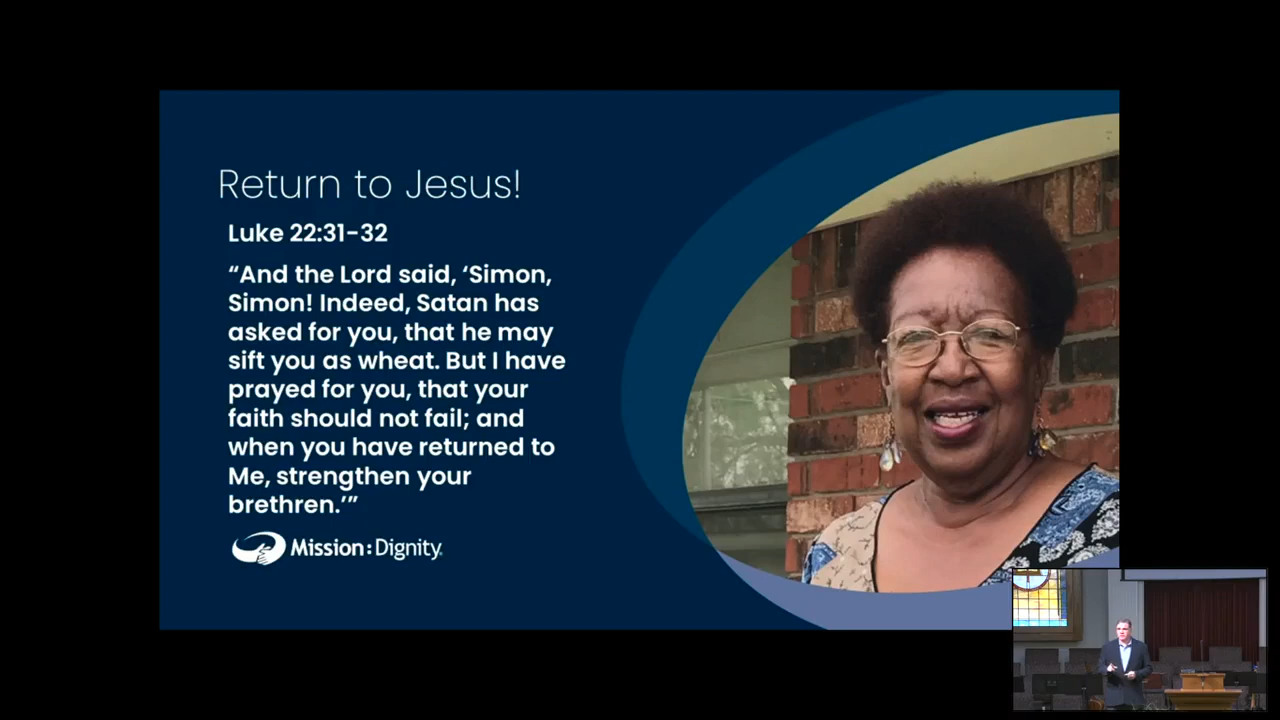 Return to Jesus!
Luke 22:31-32
“And the Lord said, ‘Simon,
Simon! Indeed, Satan has
asked for you, that he may
sift you as wheat. But I have
prayed for you, that your
faith should not fail; and
when you have returned to
Me, strengthen your
brethren.’”
Mission:Dignity